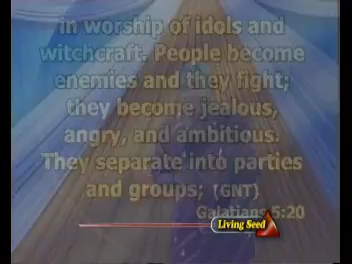 in worship of idols and
witchcraft. People become
enemies and they fight;
they become jealous,
angry, and ambitious.
They separate into parties
and groups; (GNT)
Galatians 5:20
Living Seed